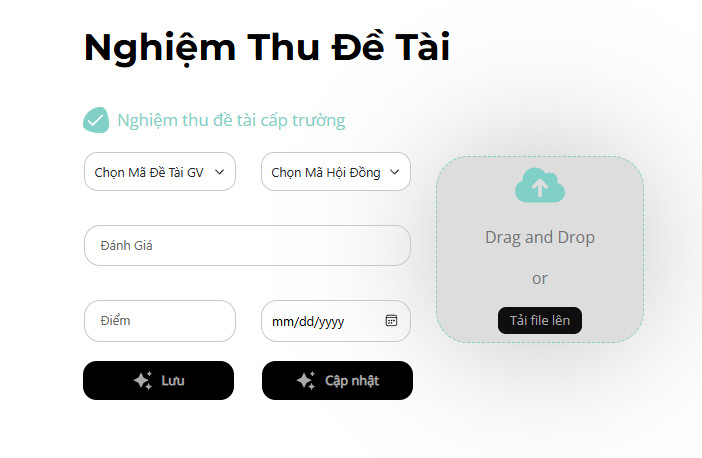 Nghiệm Thu Đề Tài
Nghiệm thu đề tài cấp trường
Chọn Mã Đề Tài GV
Chọn Mã Hội Đồng
Đánh Giá
Điểm
mm/dd/yyyy
Lưu
Cập nhật
Drag and Drop
or
Tải file lên